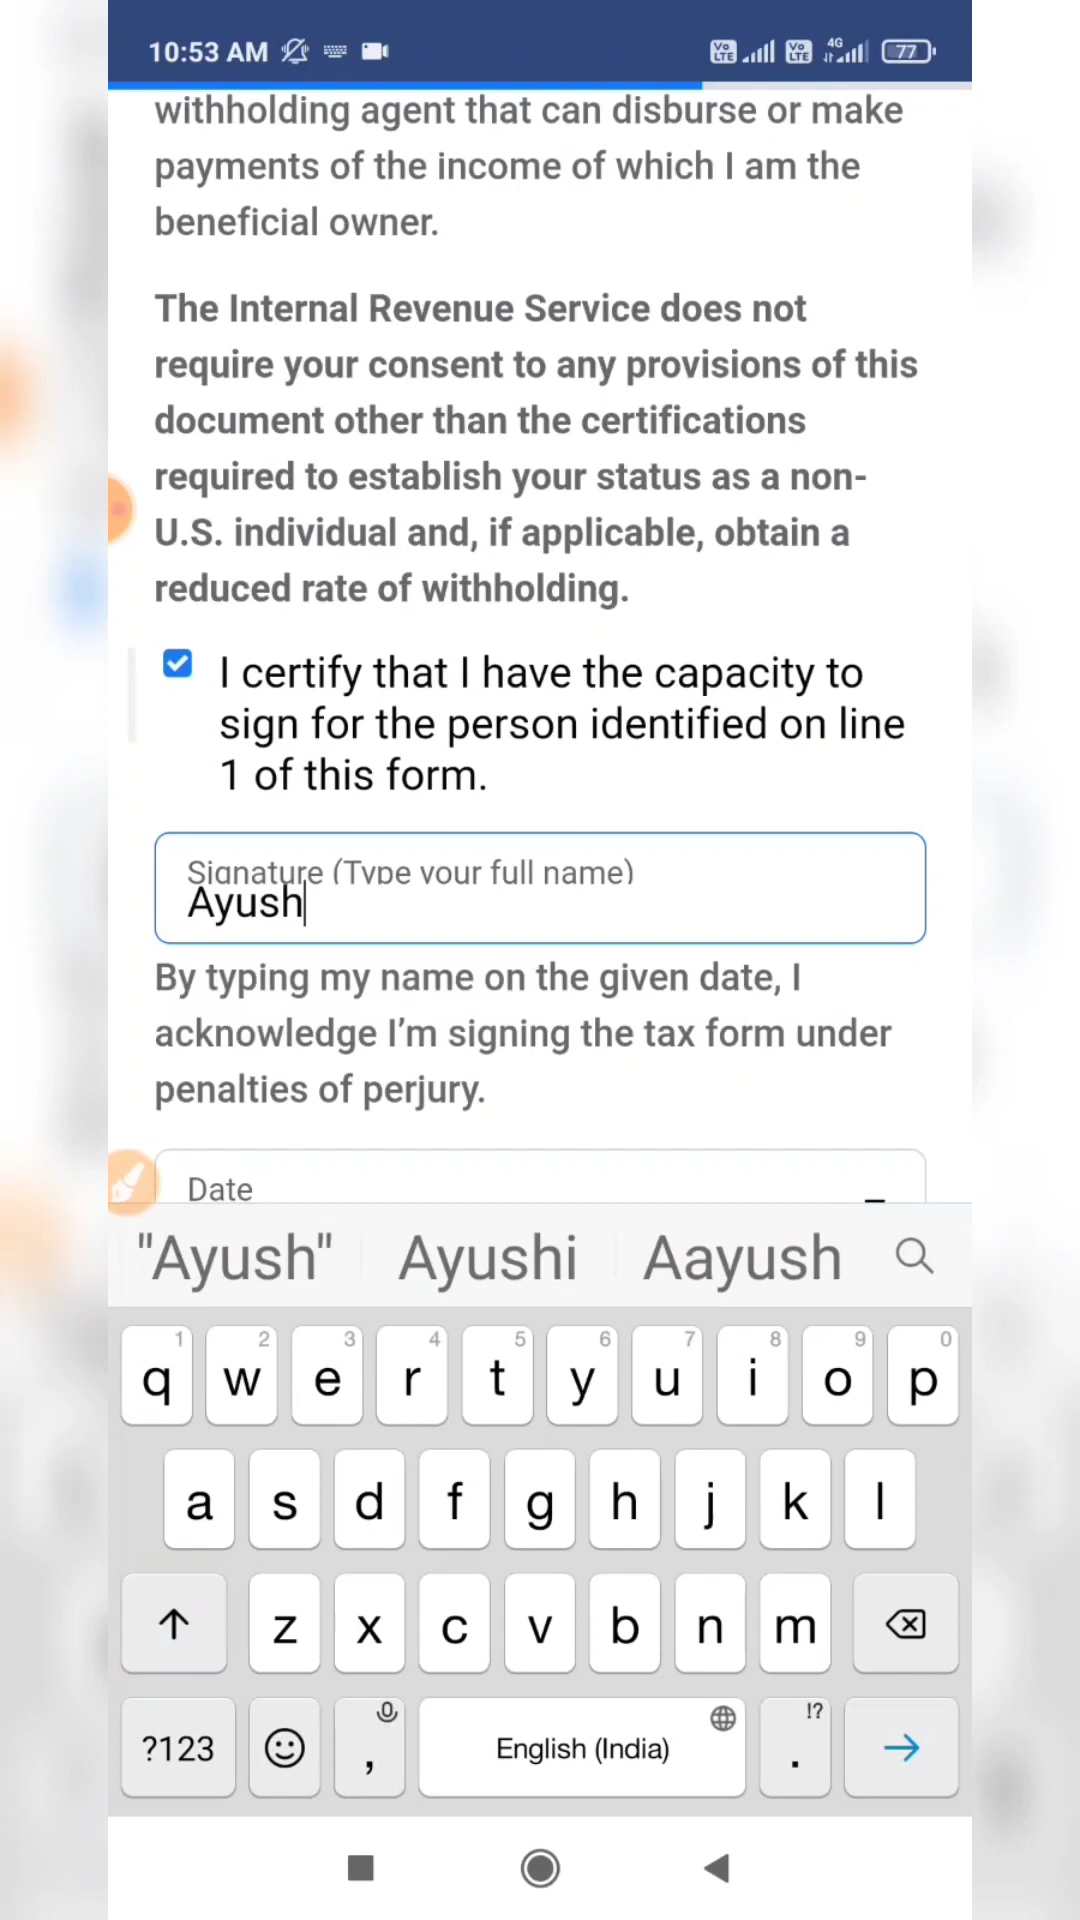 10:53 AM Vo LTE Vo LTE 4G 77
withholding agent that can disburse or make
payments of the income of which I am the
beneficial owner.
The Internal Revenue Service does not
require your consent to any provisions of this
document other than the certifications
required to establish your status as a non-
U.S. individual and, if applicable, obtain a
reduced rate of withholding.
I certify that I have the capacity to
sign for the person identified on line
1 of this form.
Signature (Type your full name)
Ayush
By typing my name on the given date, I
acknowledge I’m signing the tax form under
penalties of perjury.
Date
"Ayush" Ayushi Aayush
1 2 3 4 5 6 7 8 9 0
q w e r t y u i o p
a s d f g h j k l
z x c v b n m
!?
?123 , English (India) .